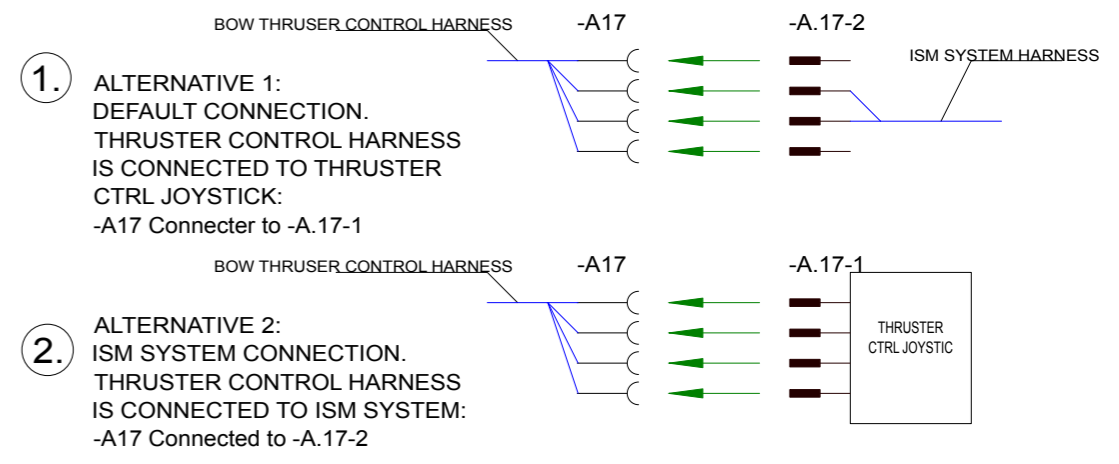 BOW THRUSER CONTROL HARNESS
-A17
-A.17-2
ISM SYSTEM HARNESS
1.
ALTERNATIVE 1:
DEFAULT CONNECTION.
THRUSTER CONTROL HARNESS
IS CONNECTED TO THRUSTER
CTRL JOYSTICK:
-A17 Connecter to -A.17-1
BOW THRUSER CONTROL HARNESS
-A17
-A.17-1
THRUSTER
CTRL JOYSTIC
2.
ALTERNATIVE 2:
ISM SYSTEM CONNECTION.
THRUSTER CONTROL HARNESS
IS CONNECTED TO ISM SYSTEM:
-A17 Connected to -A.17-2